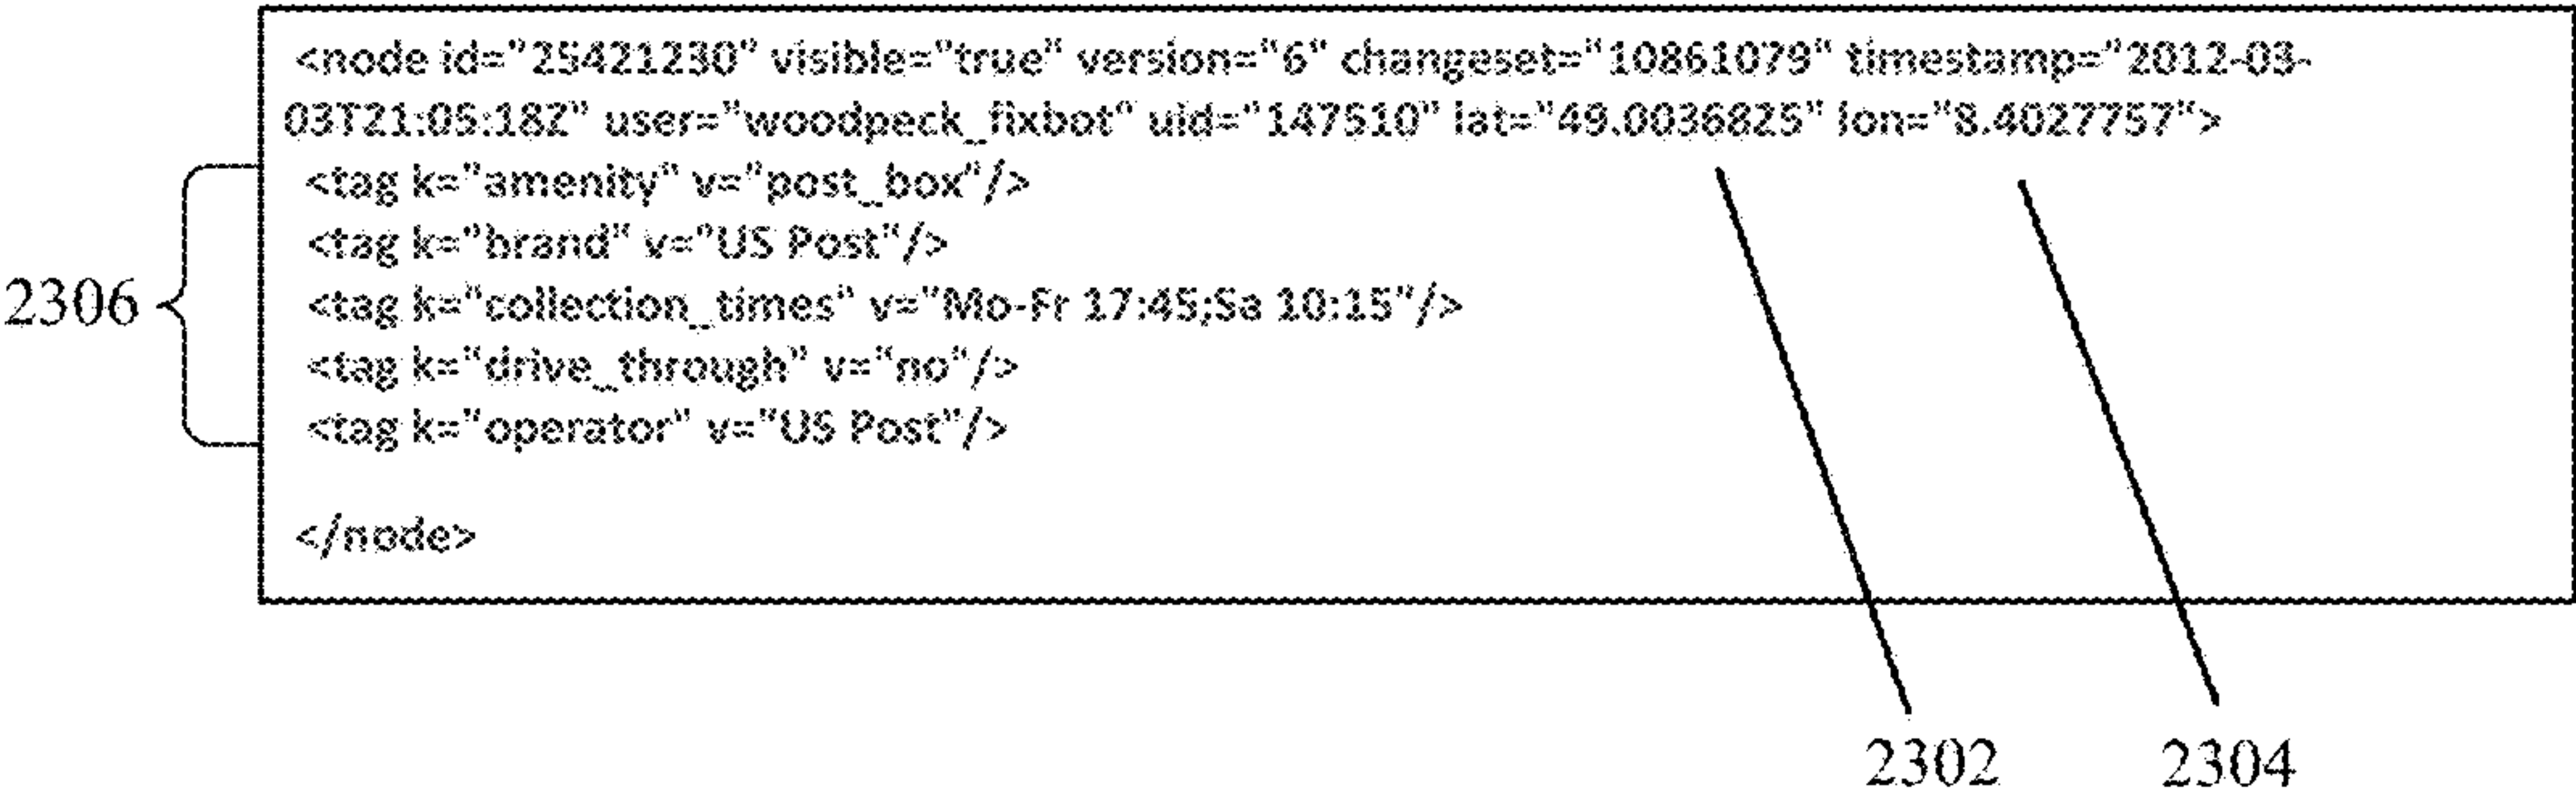 <node id="25421230" visible="true" version="6" changeset="10861079" timestamp="2012-03-
03T21:05:18Z" user="woodpeck_fixbot" uid="147510" lat="49.0036825" lon="8.4027757">
<tag k="amenity" v="post_box"/>
<tag k="brand" v="US Post"/>
2306
<tag k="collection_times" v="Mo-Fr 17:45;Sa 10:15"/>
<tag k="drive_through" v="no"/>
<tag k="operator" v="US Post"/>
</node>
2302 2304